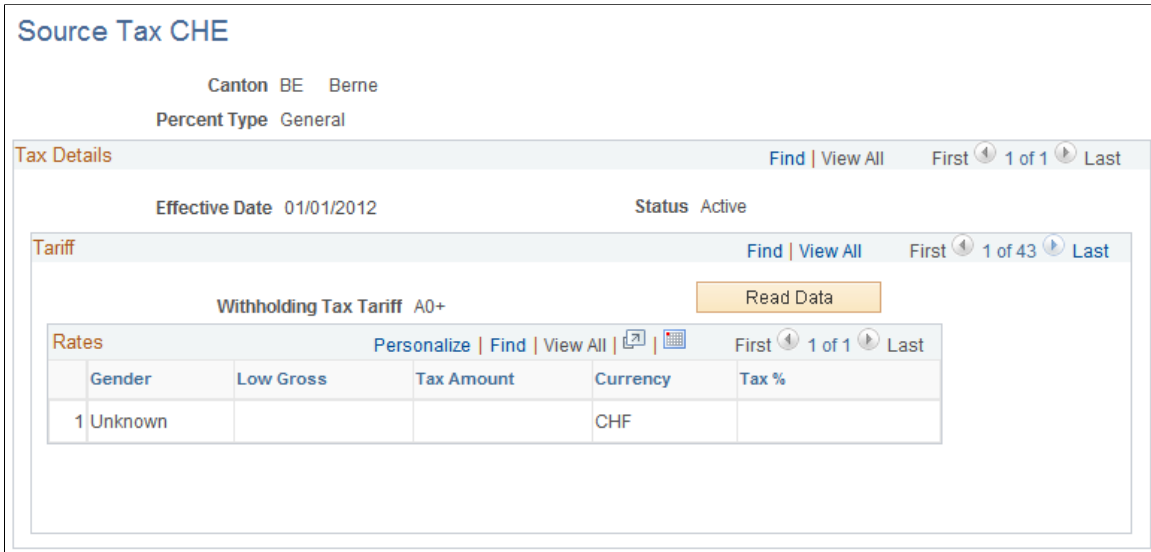 Source Tax CHE
Canton BE Berne
Percent Type General
Tax Details Find | View All First 1 of 1 Last
Effective Date 01/01/2012 Status Active
Tariff Find | View All First 1 of 43 Last
Withholding Tax Tariff A0+ Read Data
Rates Personalize | Find | View All | | First 1 of 1 Last
Gender Low Gross Tax Amount Currency Tax %
1 Unknown CHF